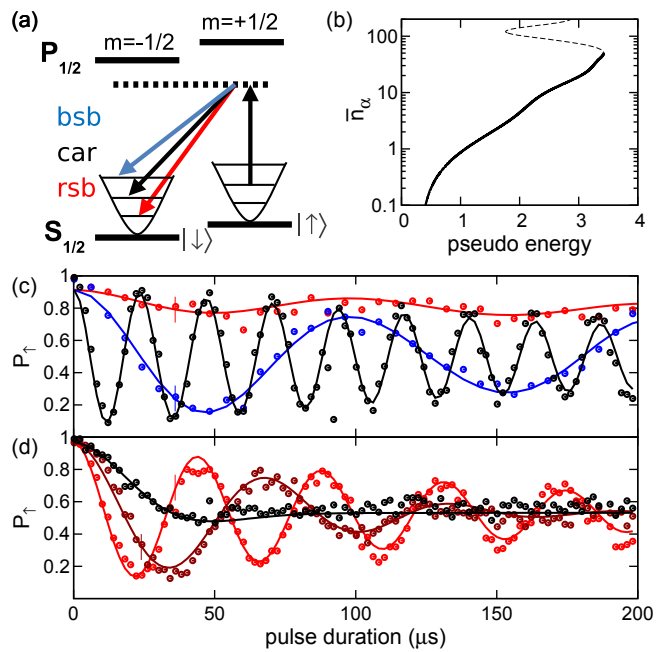 (a)
m=-1/2
m=+1/2
P1/2
bsb
car
rsb
S1/2
|↓⟩
|↑⟩
(b)
n̄α
100
10
1
0.1
0
1
2
3
4
pseudo energy
(c)
P↑
1
0.8
0.6
0.4
0.2
(d)
P↑
1
0.8
0.6
0.4
0.2
0
50
100
150
200
pulse duration (μs)